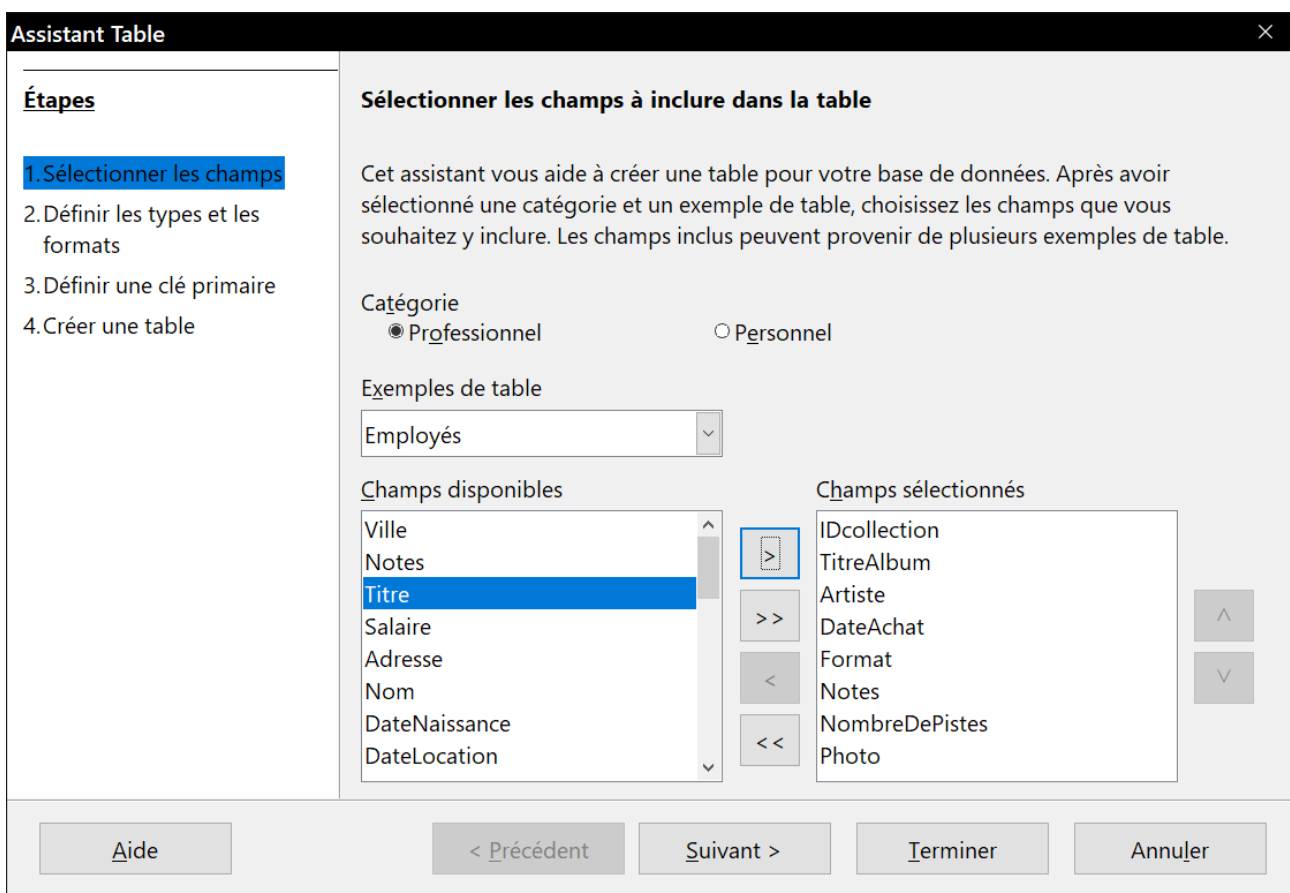 Assistant Table
Étapes
1.Sélectionner les champs
2.Définir les types et les
formats
3.Définir une clé primaire
4.Créer une table
Sélectionner les champs à inclure dans la table
Cet assistant vous aide à créer une table pour votre base de données. Après avoir
sélectionné une catégorie et un exemple de table, choisissez les champs que vous
souhaitez y inclure. Les champs inclus peuvent provenir de plusieurs exemples de table.
Catégorie
Professionnel
Personnel
Exemples de table
Employés
Champs disponibles
Ville
Notes
Titre
Salaire
Adresse
Nom
DateNaissance
DateLocation
>
>>
<
<<
Champs sélectionnés
IDcollection
TitreAlbum
Artiste
DateAchat
Format
Notes
NombreDePistes
Photo
Aide
< Précédent
Suivant >
Terminer
Annuler